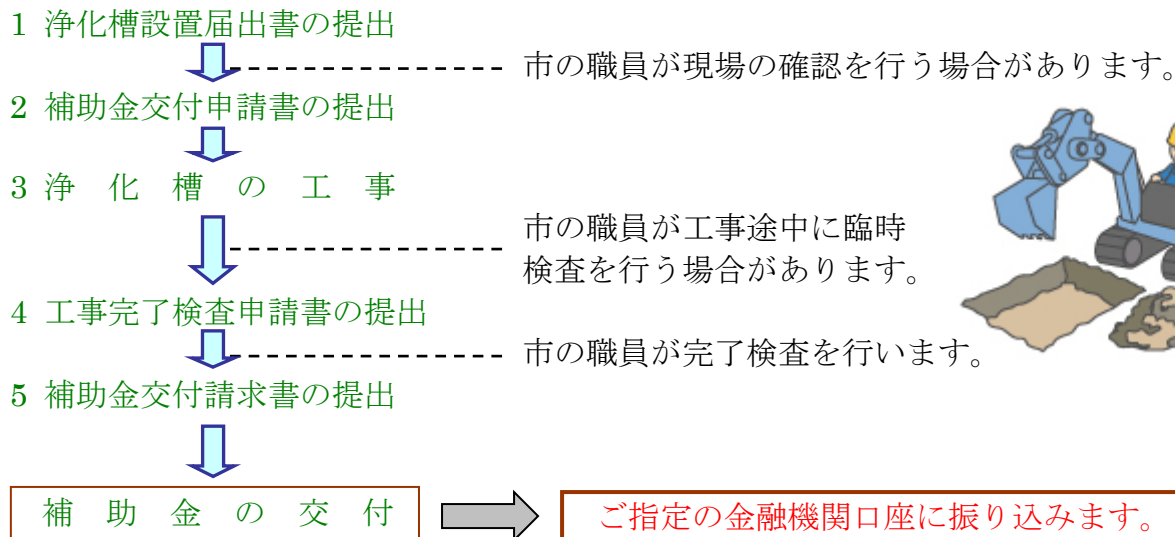 1 浄化槽設置届出書の提出
市の職員が現場の確認を行う場合があります。
2 補助金交付申請書の提出
3 浄化槽の工事
市の職員が工事途中に臨時
検査を行う場合があります。
4 工事完了検査申請書の提出
市の職員が完了検査を行います。
5 補助金交付請求書の提出
補助金の交付
ご指定の金融機関口座に振り込みます。